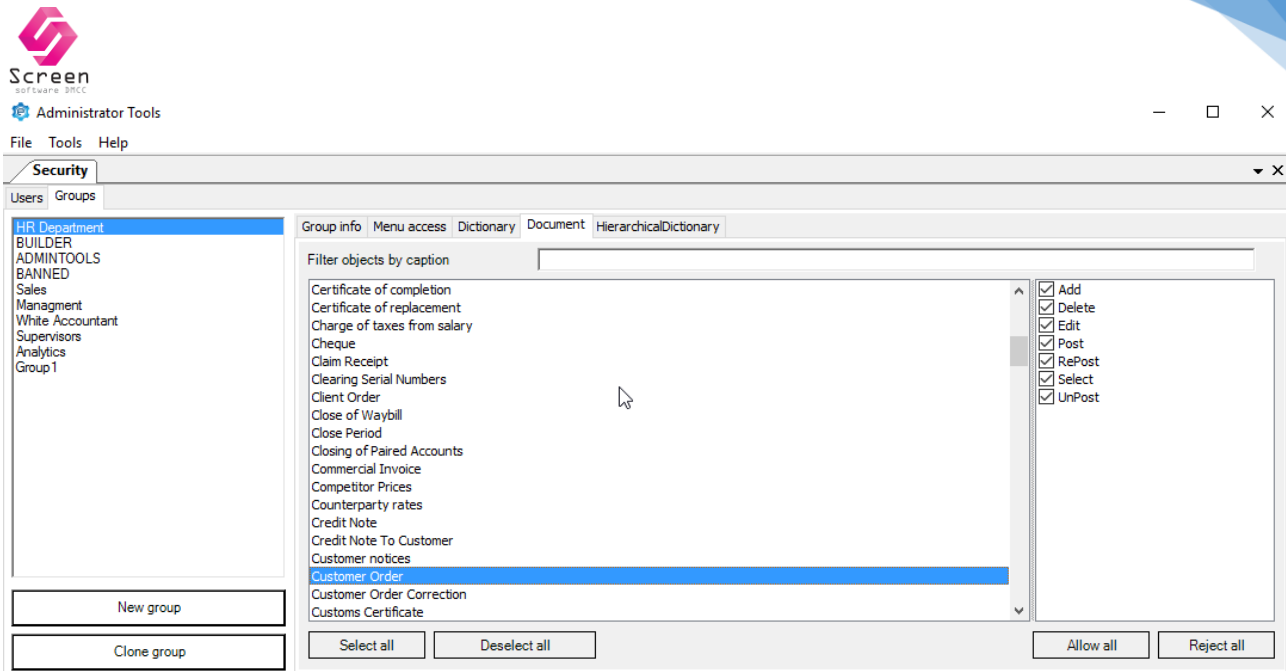 Screen
software DMCC
Administrator Tools
File Tools Help
Security
Users Groups
HR Department
BUILDER
ADMINTOOLS
BANNED
Sales
Managment
White Accountant
Supervisors
Analytics
Group1
New group
Clone group
Group info Menu access Dictionary Document HierarchicalDictionary
Filter objects by caption
Certificate of completion
Certificate of replacement
Charge of taxes from salary
Cheque
Claim Receipt
Clearing Serial Numbers
Client Order
Close of Waybill
Close Period
Closing of Paired Accounts
Commercial Invoice
Competitor Prices
Counterparty rates
Credit Note
Credit Note To Customer
Customer notices
Customer Order
Customer Order Correction
Customs Certificate
Select all Deselect all
Add
Delete
Edit
Post
RePost
Select
UnPost
Allow all Reject all